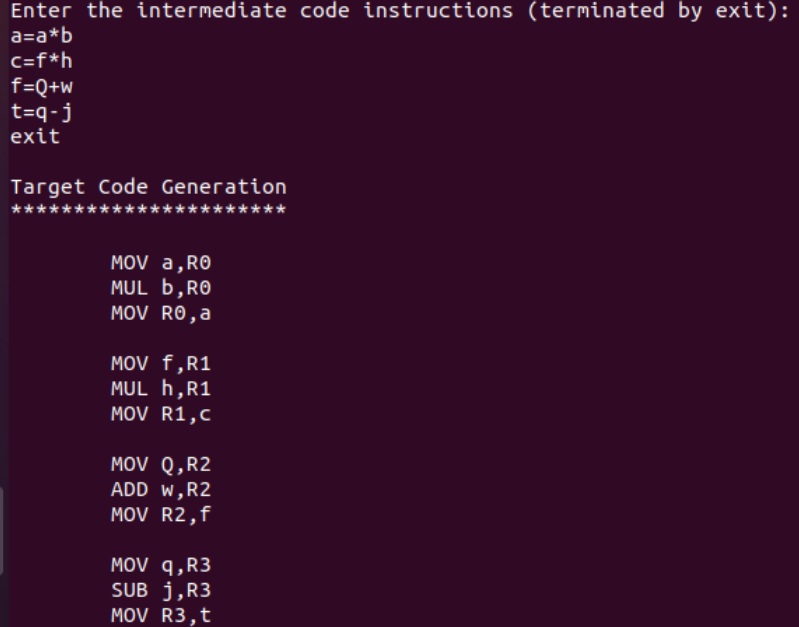 Enter the intermediate code instructions (terminated by exit):
a=a*b
c=f*h
f=Q+w
t=q-j
exit
Target Code Generation
**********************
MOV a,R0
MUL b,R0
MOV R0,a
MOV f,R1
MUL h,R1
MOV R1,c
MOV Q,R2
ADD w,R2
MOV R2,f
MOV q,R3
SUB j,R3
MOV R3,t